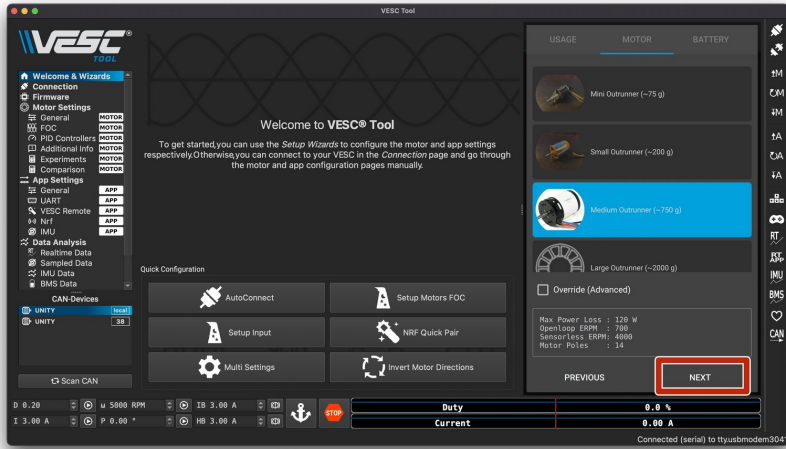 VESC Tool
VESC®
TOOL
Welcome & Wizards
Connection
Firmware
Motor Settings
General MOTOR
FOC MOTOR
PID Controllers MOTOR
Additional Info MOTOR
Experiments MOTOR
Comparison MOTOR
App Settings
General APP
UART APP
VESC Remote APP
Nrf APP
IMU APP
Data Analysis
Realtime Data
Sampled Data
IMU Data
BMS Data
CAN-Devices
UNITY local
UNITY 38
Scan CAN
Welcome to VESC® Tool
To get started,you can use the Setup Wizards to configure the motor and app settings
respectively.Otherwise,you can connect to your VESC in the Connection page and go through
the motor and app configuration pages manually.
Quick Configuration
AutoConnect
Setup Motors FOC
Setup Input
NRF Quick Pair
Multi Settings
Invert Motor Directions
USAGE MOTOR BATTERY
Mini Outrunner (~75 g)
Small Outrunner (~200 g)
Medium Outrunner (~750 g)
Large Outrunner (~2000 g)
Override (Advanced)
Max Power Loss : 120 W
Openloop ERPM : 700
Sensorless ERPM: 4000
Motor Poles : 14
PREVIOUS NEXT
M
M
M
A
A
A
RT
RT
APP
IMU
BMS
CAN
D 0.20 ω 5000 RPM IB 3.00 A
I 3.00 A P 0.00 ° HB 3.00 A
STOP
Duty 0.0 %
Current 0.00 A
Connected (serial) to tty.usbmodem304